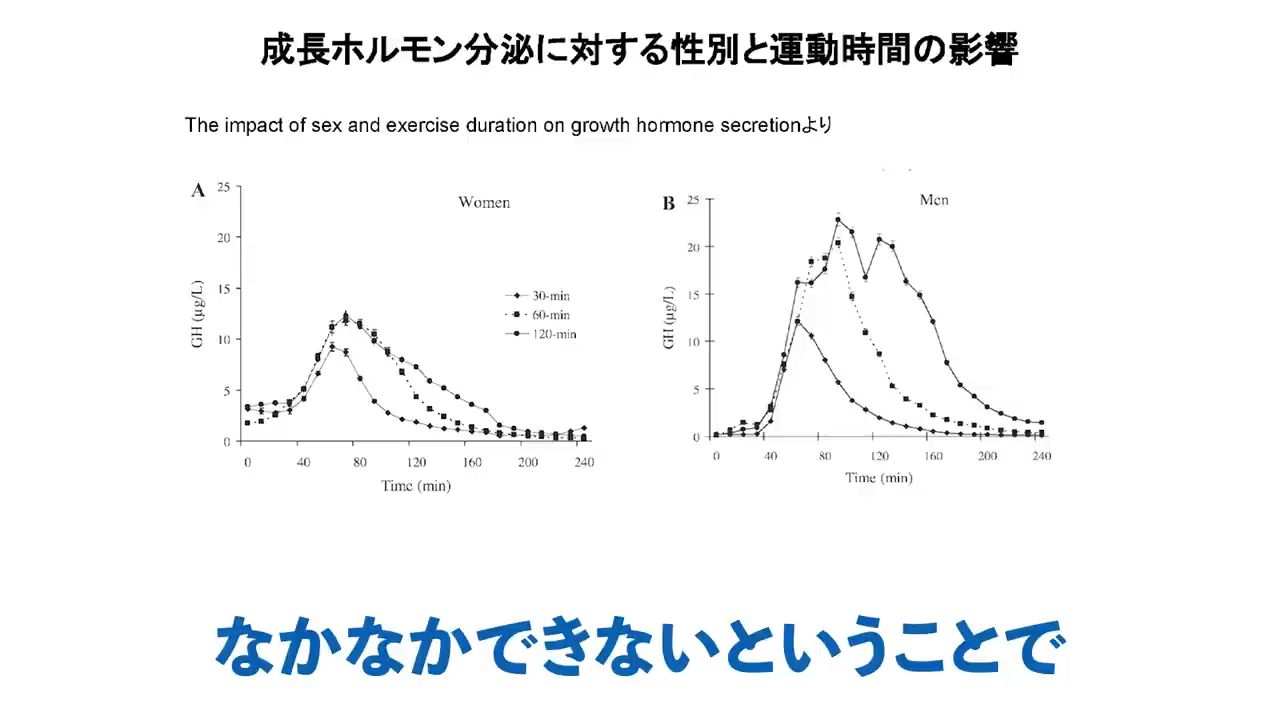 成長ホルモン分泌に対する性別と運動時間の影響
The impact of sex and exercise duration on growth hormone secretionより
A
Women
25
20
15
10
5
0
GH (µg/L)
30-min
60-min
120-min
0 40 80 120 160 200 240
Time (min)
B
Men
25
20
15
10
5
0
GH (µg/L)
0 40 80 120 160 200 240
Time (min)
なかなかできないということで